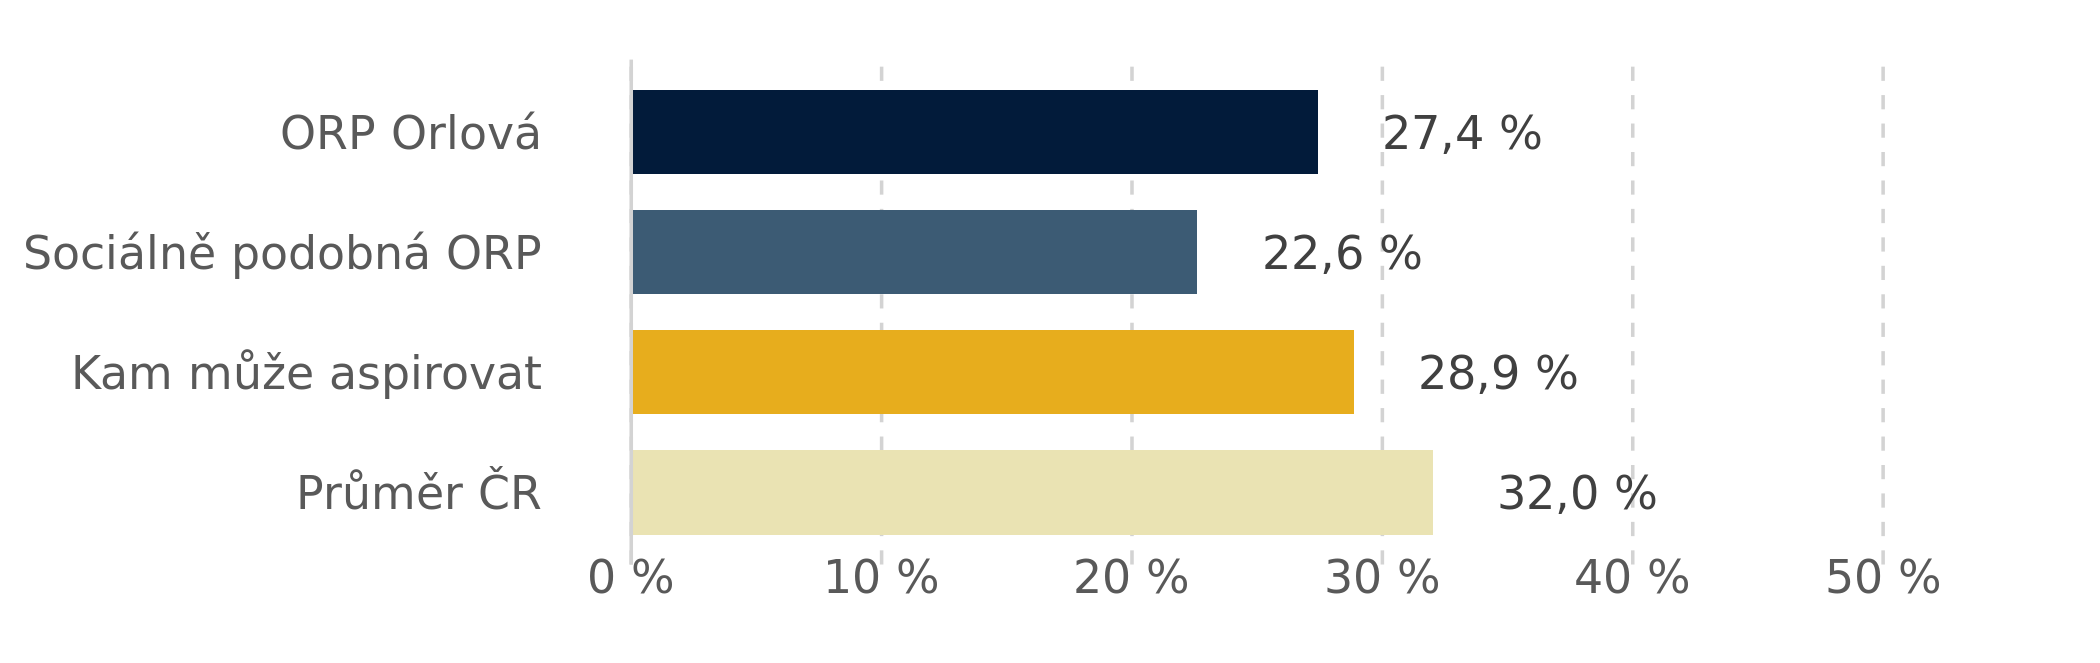 ORP Orlová 27,4 %
Sociálně podobná ORP 22,6 %
Kam může aspirovat 28,9 %
Průměr ČR 32,0 %
0 % 10 % 20 % 30 % 40 % 50 %